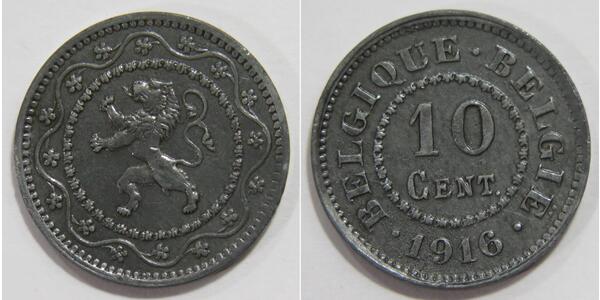 · BELGIQUE · BELGIE ·
10
CENT.
1916